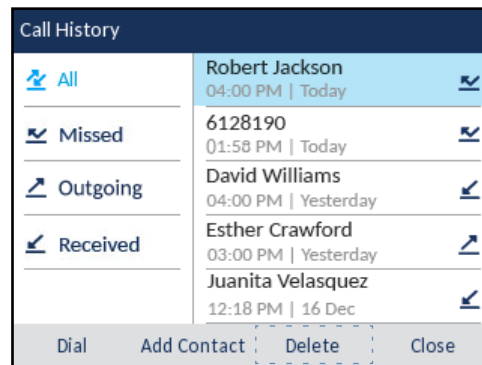 Call History
All
Missed
Outgoing
Received
Robert Jackson
04:00 PM | Today
6128190
01:58 PM | Today
David Williams
04:00 PM | Yesterday
Esther Crawford
03:00 PM | Yesterday
Juanita Velasquez
12:18 PM | 16 Dec
Dial Add Contact Delete Close